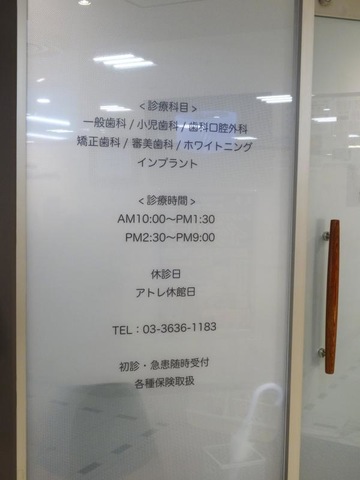 ＜診療科目＞
一般歯科/小児歯科/歯科口腔外科
矯正歯科/審美歯科/ホワイトニング
インプラント
＜診療時間＞
AM10:00〜PM1:30
PM2:30〜PM9:00
休診日
アトレ休館日
TEL：03-3636-1183
初診・急患随時受付
各種保険取扱